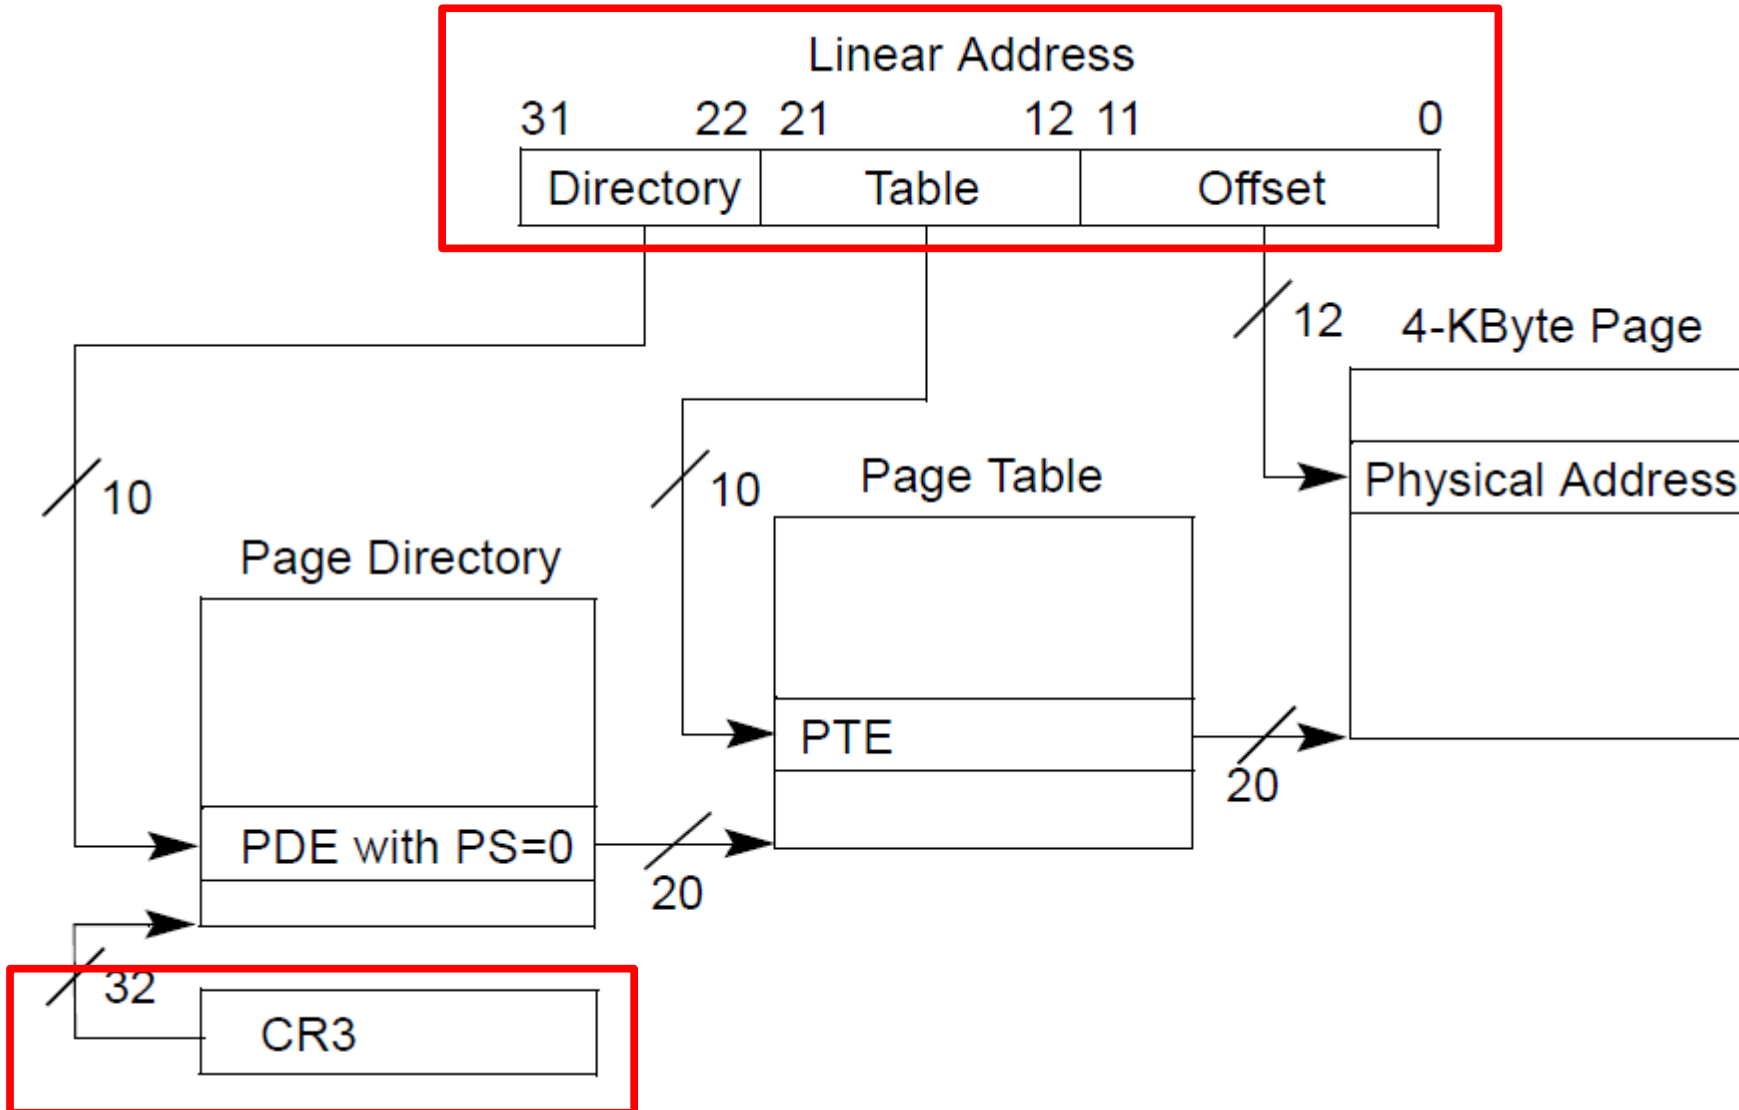 Linear Address
31 22 21 12 11 0
Directory Table Offset
12
4-KByte Page
10
10
Page Table
Physical Address
Page Directory
PTE
20
PDE with PS=0
20
32
CR3